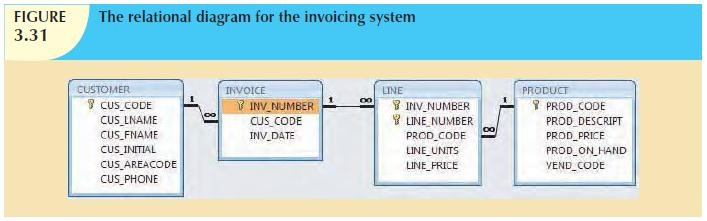 FIGURE
3.31
The relational diagram for the invoicing system
CUSTOMER
CUS_CODE
CUS_LNAME
CUS_FNAME
CUS_INITIAL
CUS_AREACODE
CUS_PHONE
1
∞
INVOICE
INV_NUMBER
CUS_CODE
INV_DATE
1
∞
LINE
INV_NUMBER
LINE_NUMBER
PROD_CODE
LINE_UNITS
LINE_PRICE
∞
1
PRODUCT
PROD_CODE
PROD_DESCRIPT
PROD_PRICE
PROD_ON_HAND
VEND_CODE